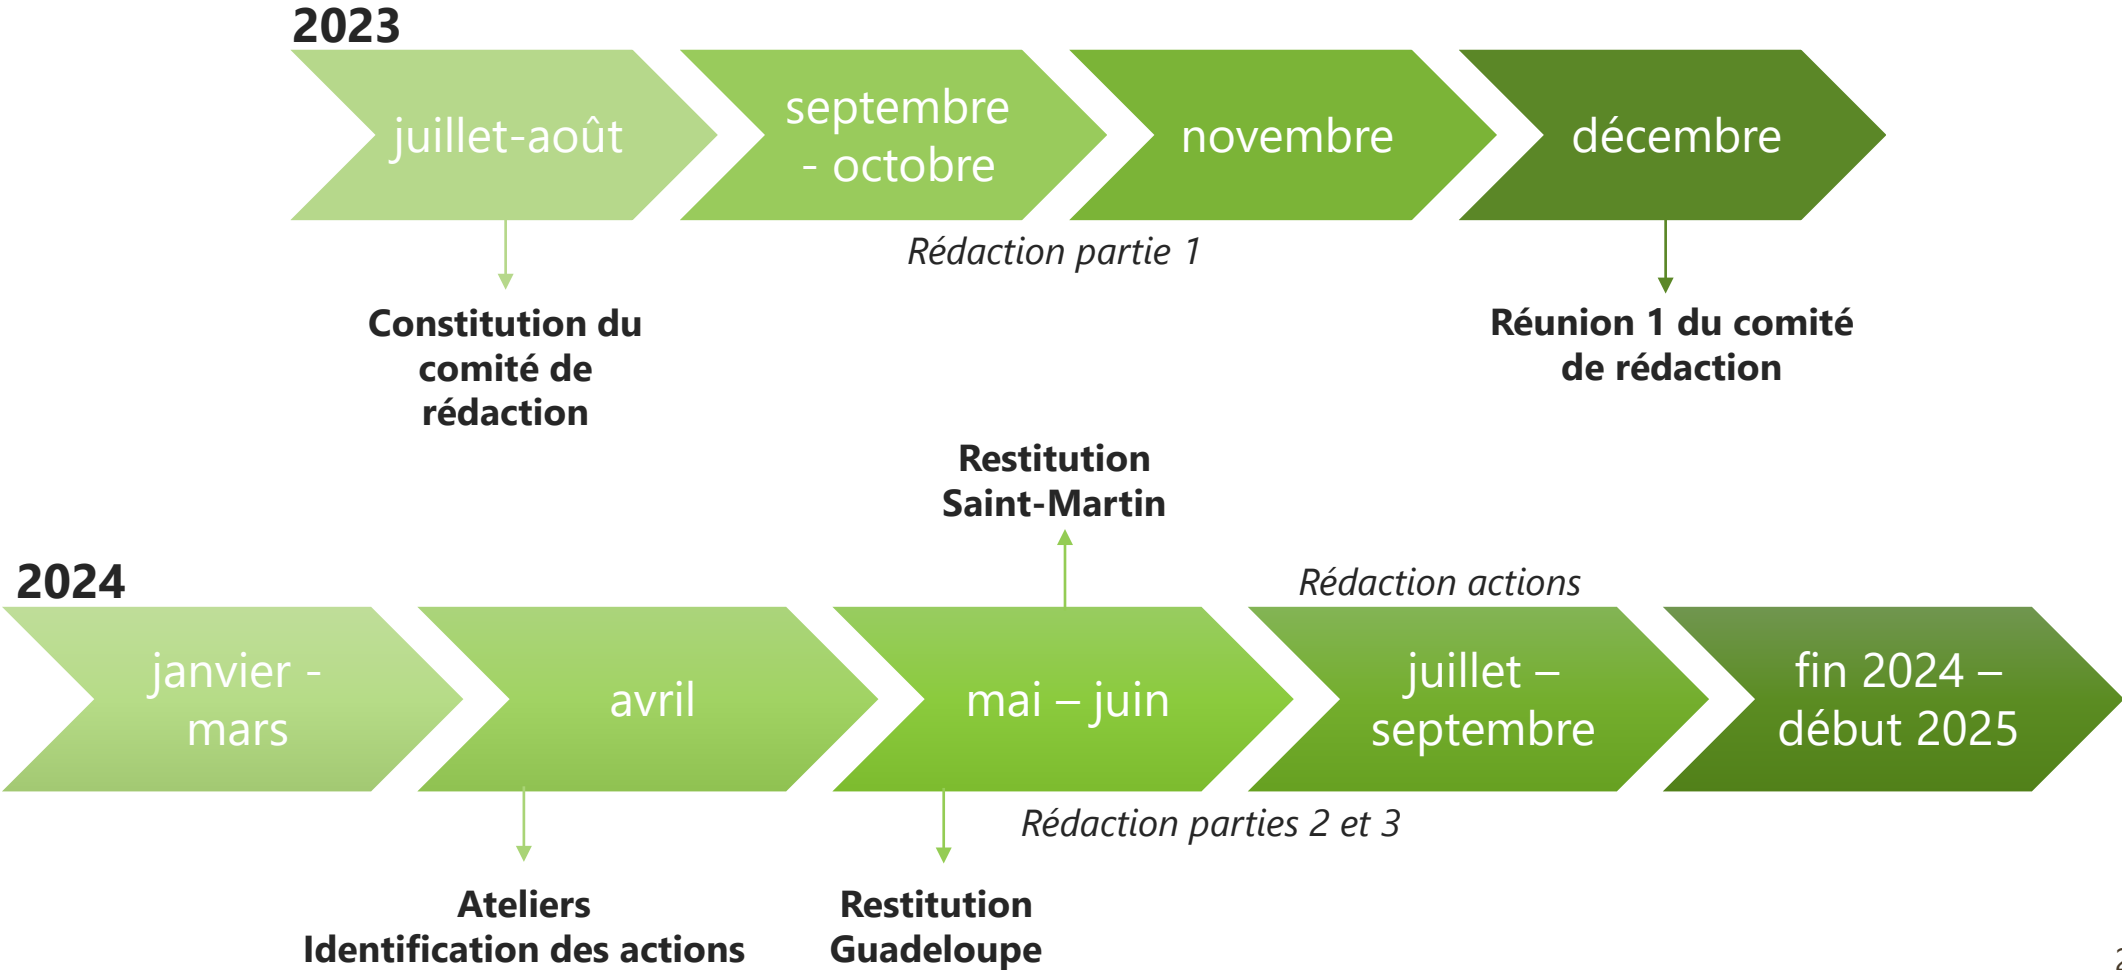 2023
juillet-août
septembre
- octobre
novembre
décembre
Rédaction partie 1
Constitution du
comité de
rédaction
Réunion 1 du comité
de rédaction
Restitution
Saint-Martin
2024
Rédaction actions
janvier -
mars
avril
mai – juin
juillet –
septembre
fin 2024 –
début 2025
Rédaction parties 2 et 3
Ateliers
Identification des actions
Restitution
Guadeloupe